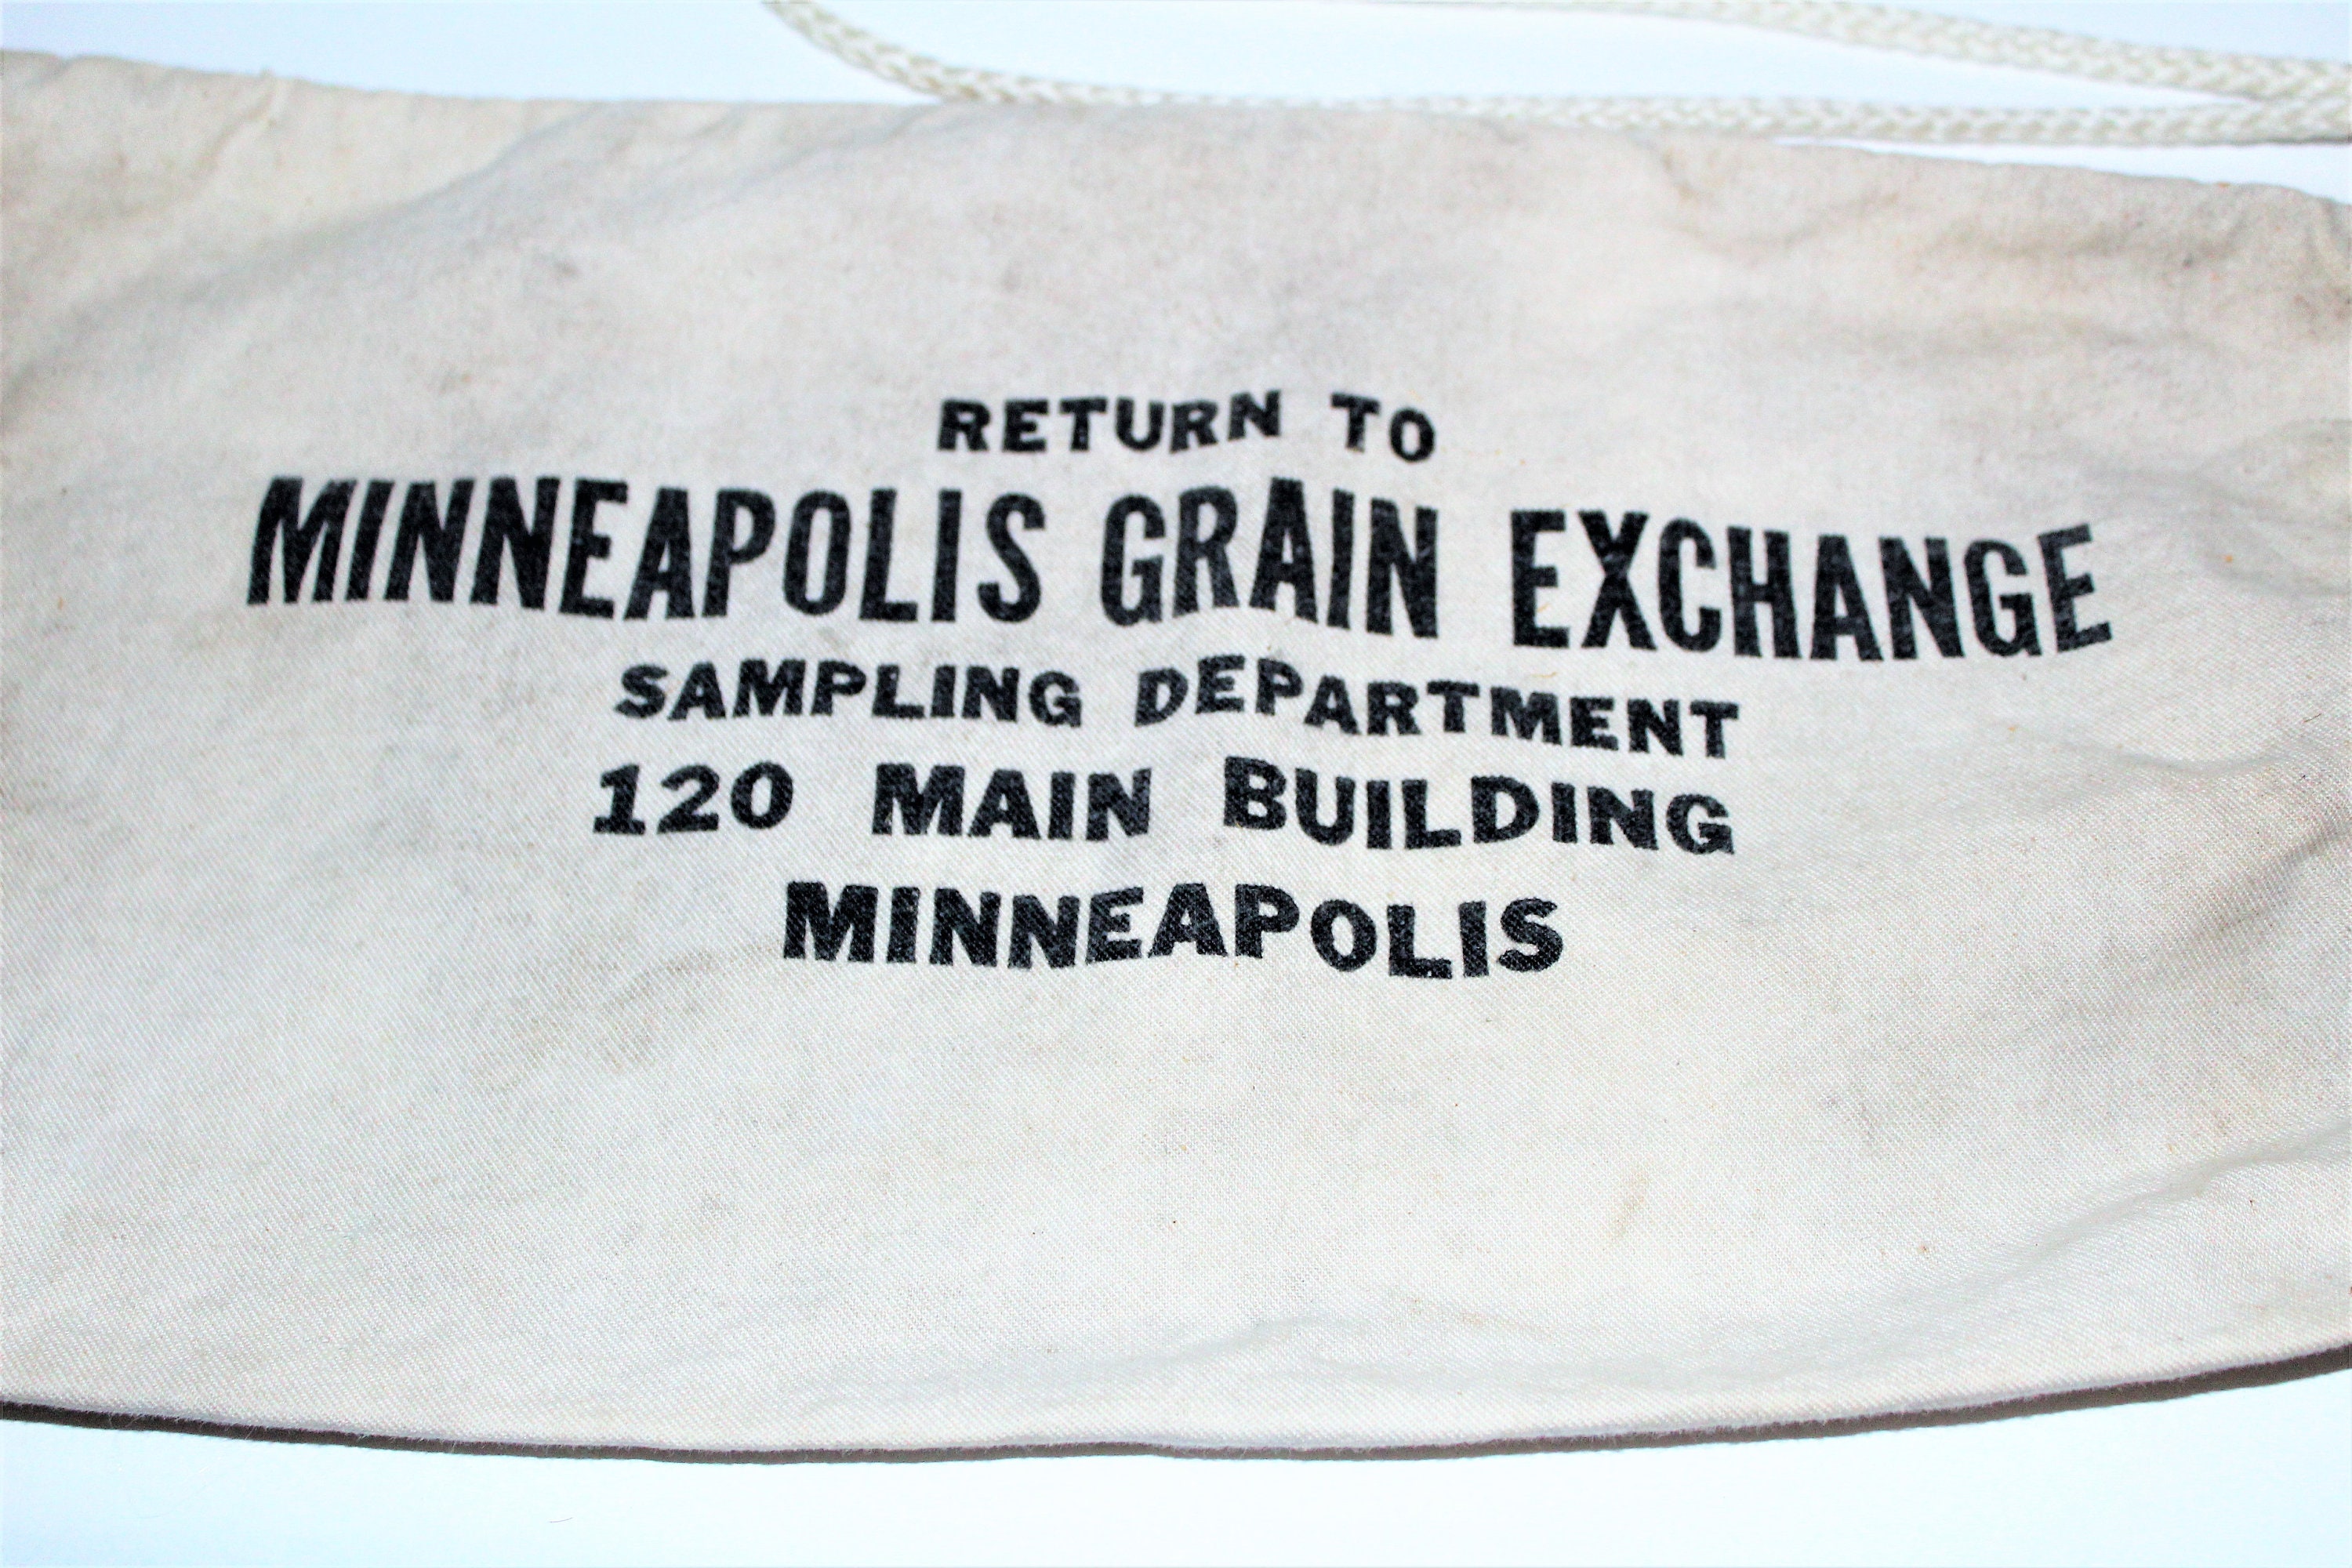 RETURN TO
MINNEAPOLIS GRAIN EXCHANGE
SAMPLING DEPARTMENT
120 MAIN BUILDING
MINNEAPOLIS